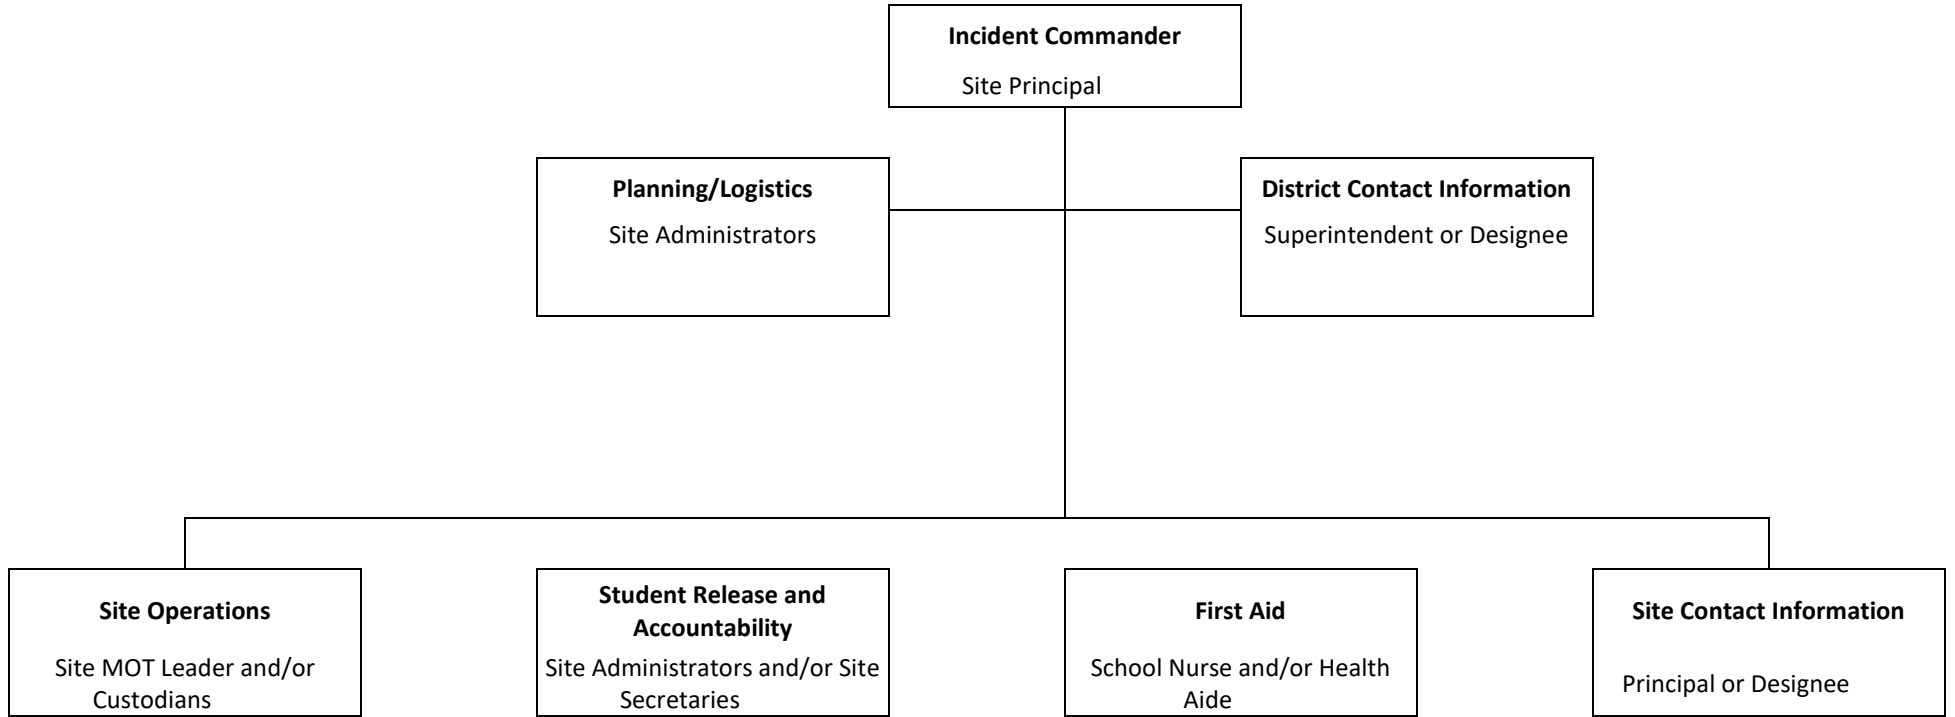 Incident Commander
Site Principal
Planning/Logistics
Site Administrators
District Contact Information
Superintendent or Designee
Site Operations
Site MOT Leader and/or
Custodians
Student Release and
Accountability
Site Administrators and/or Site
Secretaries
First Aid
School Nurse and/or Health
Aide
Site Contact Information
Principal or Designee